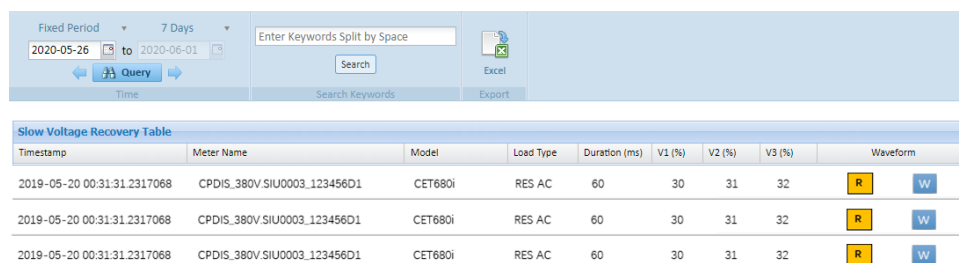 Fixed Period 7 Days
2020-05-26 to 2020-06-01
Query
Time
Enter Keywords Split by Space
Search
Search Keywords
Excel
Export
Slow Voltage Recovery Table
Timestamp Meter Name Model Load Type Duration (ms) V1 (%) V2 (%) V3 (%) Waveform
2019-05-20 00:31:31.2317068 CPDIS_380V.SIU0003_123456D1 CET680i RES AC 60 30 31 32 R W
2019-05-20 00:31:31.2317068 CPDIS_380V.SIU0003_123456D1 CET680i RES AC 60 30 31 32 R W
2019-05-20 00:31:31.2317068 CPDIS_380V.SIU0003_123456D1 CET680i RES AC 60 30 31 32 R W